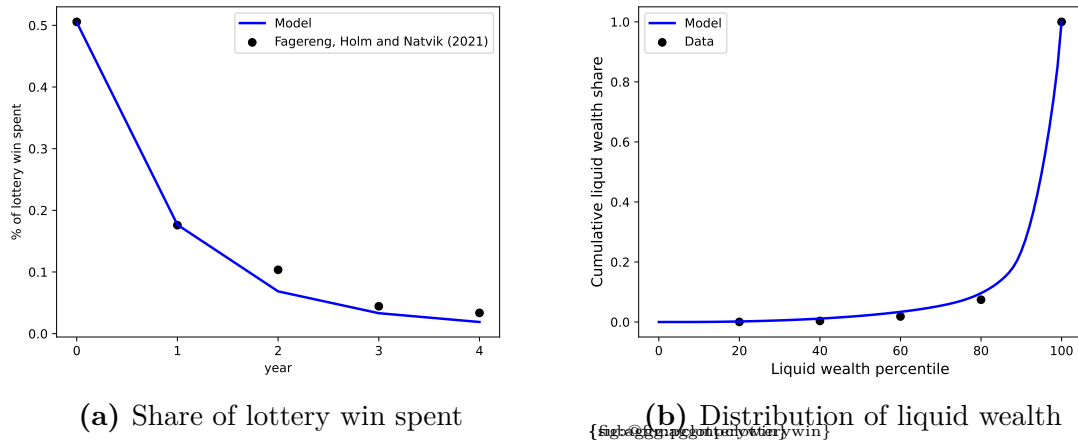 Model
Fagereng, Holm and Natvik (2021)
% of lottery win spent
0.5
0.4
0.3
0.2
0.1
0.0
0 1 2 3 4
year
(a) Share of lottery win spent
Model
Data
Cumulative liquid wealth share
1.0
0.8
0.6
0.4
0.2
0.0
0 20 40 60 80 100
Liquid wealth percentile
(b) Distribution of liquid wealth